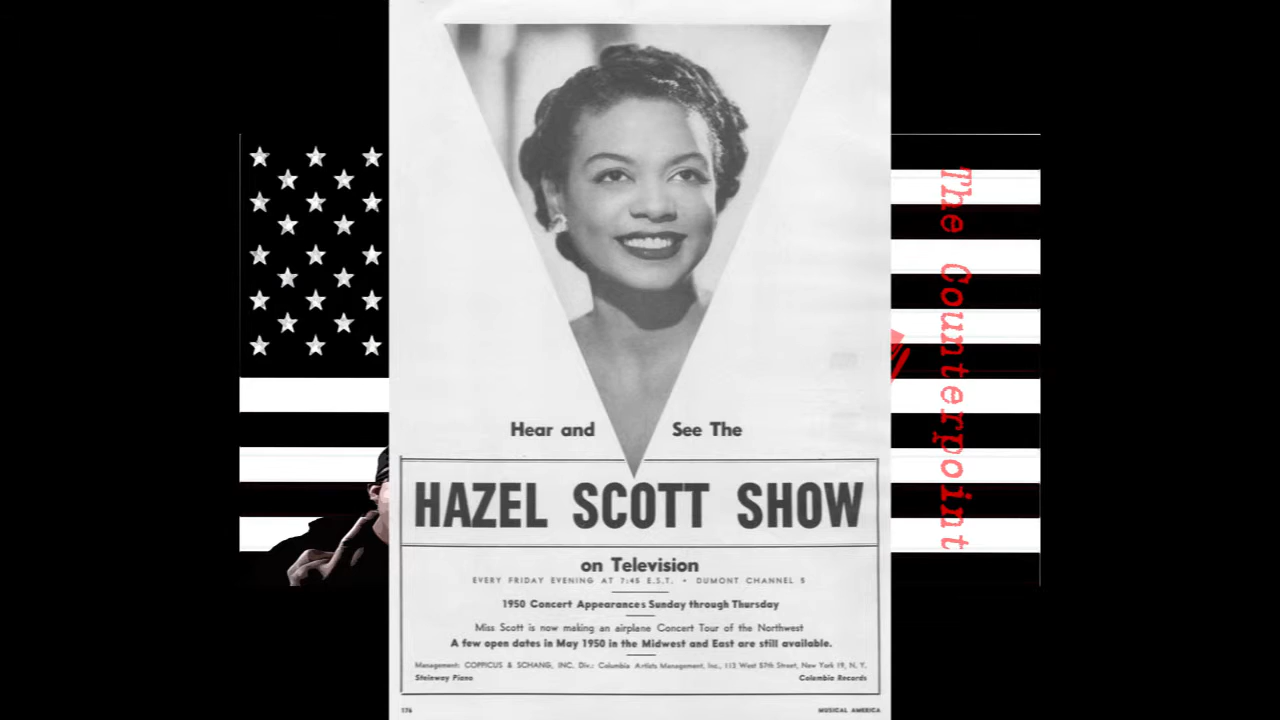 Hear and See The
HAZEL SCOTT SHOW
on Television
EVERY FRIDAY EVENING AT 7:45 E.S.T. • DUMONT CHANNEL 5
1950 Concert Appearances Sunday through Thursday
Miss Scott is now making an airplane Concert Tour of the Northwest
A few open dates in May 1950 in the Midwest and East are still available.
Management: COPPICUS & SCHANG, INC. Div.: Columbia Artists Management, Inc., 113 West 57th Street, New York 19, N. Y.
Steinway Piano Columbia Records
176 MUSICAL AMERICA
The Counterpoint